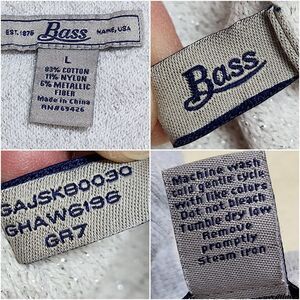 EST. 1876
Bass
MAINE, USA
L
83% COTTON
11% NYLON
6% METALLIC
FIBER
Made in China
RN#69426
Bass
GAJSKB0030
GHAW6196
GR7
Machine wash
cold gentle cycle
with like colors
Do not bleach
Tumble dry low
Remove
promptly
steam iron